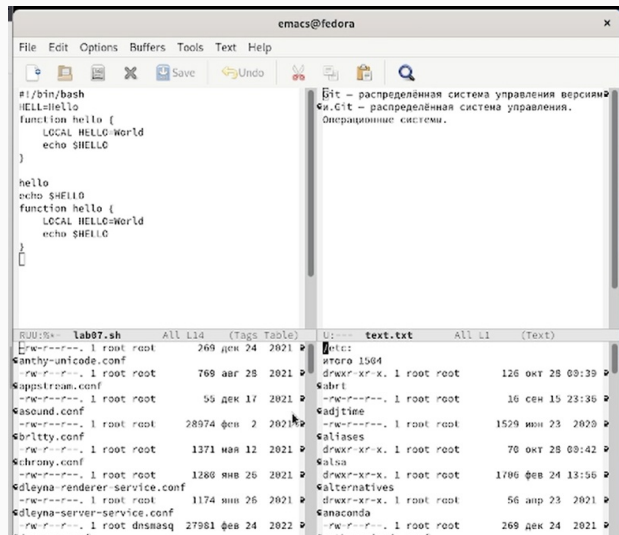 emacs@fedora
File Edit Options Buffers Tools Text Help
Save Undo
#!/bin/bash
HELL=Hello
function hello {
LOCAL HELLO=World
echo $HELLO
}
hello
echo $HELLO
function hello {
LOCAL HELLO=World
echo $HELLO
}
lab07.sh All L14 (Tags Table)
Git — распределённая система управления версиям
и.Git — распределённая система управления.
Операционные системы.
U:--- text.txt All L1 (Text)
-rw-r--r--. 1 root root 269 дек 24 2021
anthy-unicode.conf
-rw-r--r--. 1 root root 769 авг 28 2021
appstream.conf
-rw-r--r--. 1 root root 55 дек 17 2021
asound.conf
-rw-r--r--. 1 root root 28974 фев 2 2021
brltty.conf
-rw-r--r--. 1 root root 1371 мая 12 2021
chrony.conf
-rw-r--r--. 1 root root 1280 янв 26 2021
dleyna-renderer-service.conf
-rw-r--r--. 1 root root 1174 янв 26 2021
dleyna-server-service.conf
-rw-r--r--. 1 root dnsmasq 27981 фев 24 2022
/etc:
итого 1504
drwxr-xr-x. 1 root root 126 окт 28 00:39
abrt
-rw-r--r--. 1 root root 16 сен 15 23:36
adjtime
-rw-r--r--. 1 root root 1529 июн 23 2020
aliases
drwxr-xr-x. 1 root root 70 окт 28 00:42
alsa
drwxr-xr-x. 1 root root 1706 фев 24 13:56
alternatives
drwxr-xr-x. 1 root root 56 апр 23 2021
anaconda
-rw-r--r--. 1 root root 269 дек 24 2021